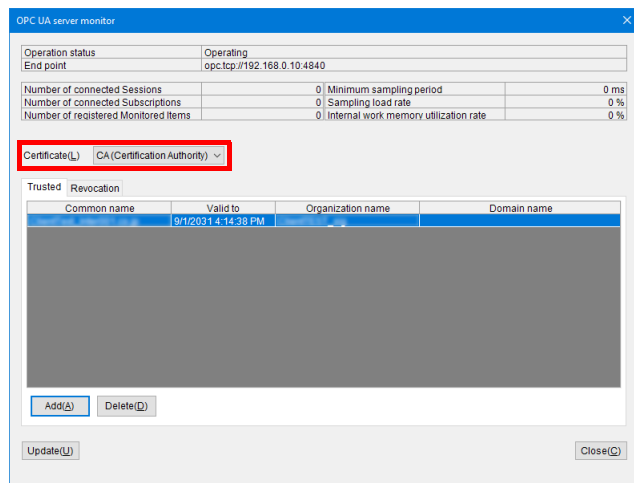 OPC UA server monitor
Operation status Operating
End point opc.tcp://192.168.0.10:4840
Number of connected Sessions 0 Minimum sampling period 0 ms
Number of connected Subscriptions 0 Sampling load rate 0 %
Number of registered Monitored Items 0 Internal work memory utilization rate 0 %
Certificate(L) CA (Certification Authority)
Trusted Revocation
Common name Valid to Organization name Domain name
9/1/2031 4:14:38 PM
Add(A) Delete(D)
Update(U) Close(C)